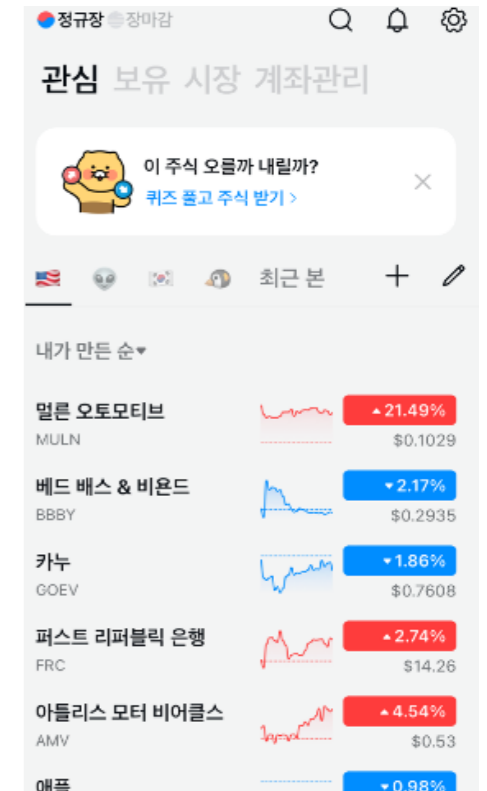 정규장 장마감
관심 보유 시장 계좌관리
이 주식 오를까 내릴까?
퀴즈 풀고 주식 받기 >
최근 본
내가 만든 순▾
멀른 오토모티브
▲21.49%
MULN
$0.1029
베드 배스 & 비욘드
▼2.17%
BBBY
$0.2935
카누
▼1.86%
GOEV
$0.7608
퍼스트 리퍼블릭 은행
▲2.74%
FRC
$14.26
아틀리스 모터 비어클스
▲4.54%
AMV
$0.53
애플
▼0.98%